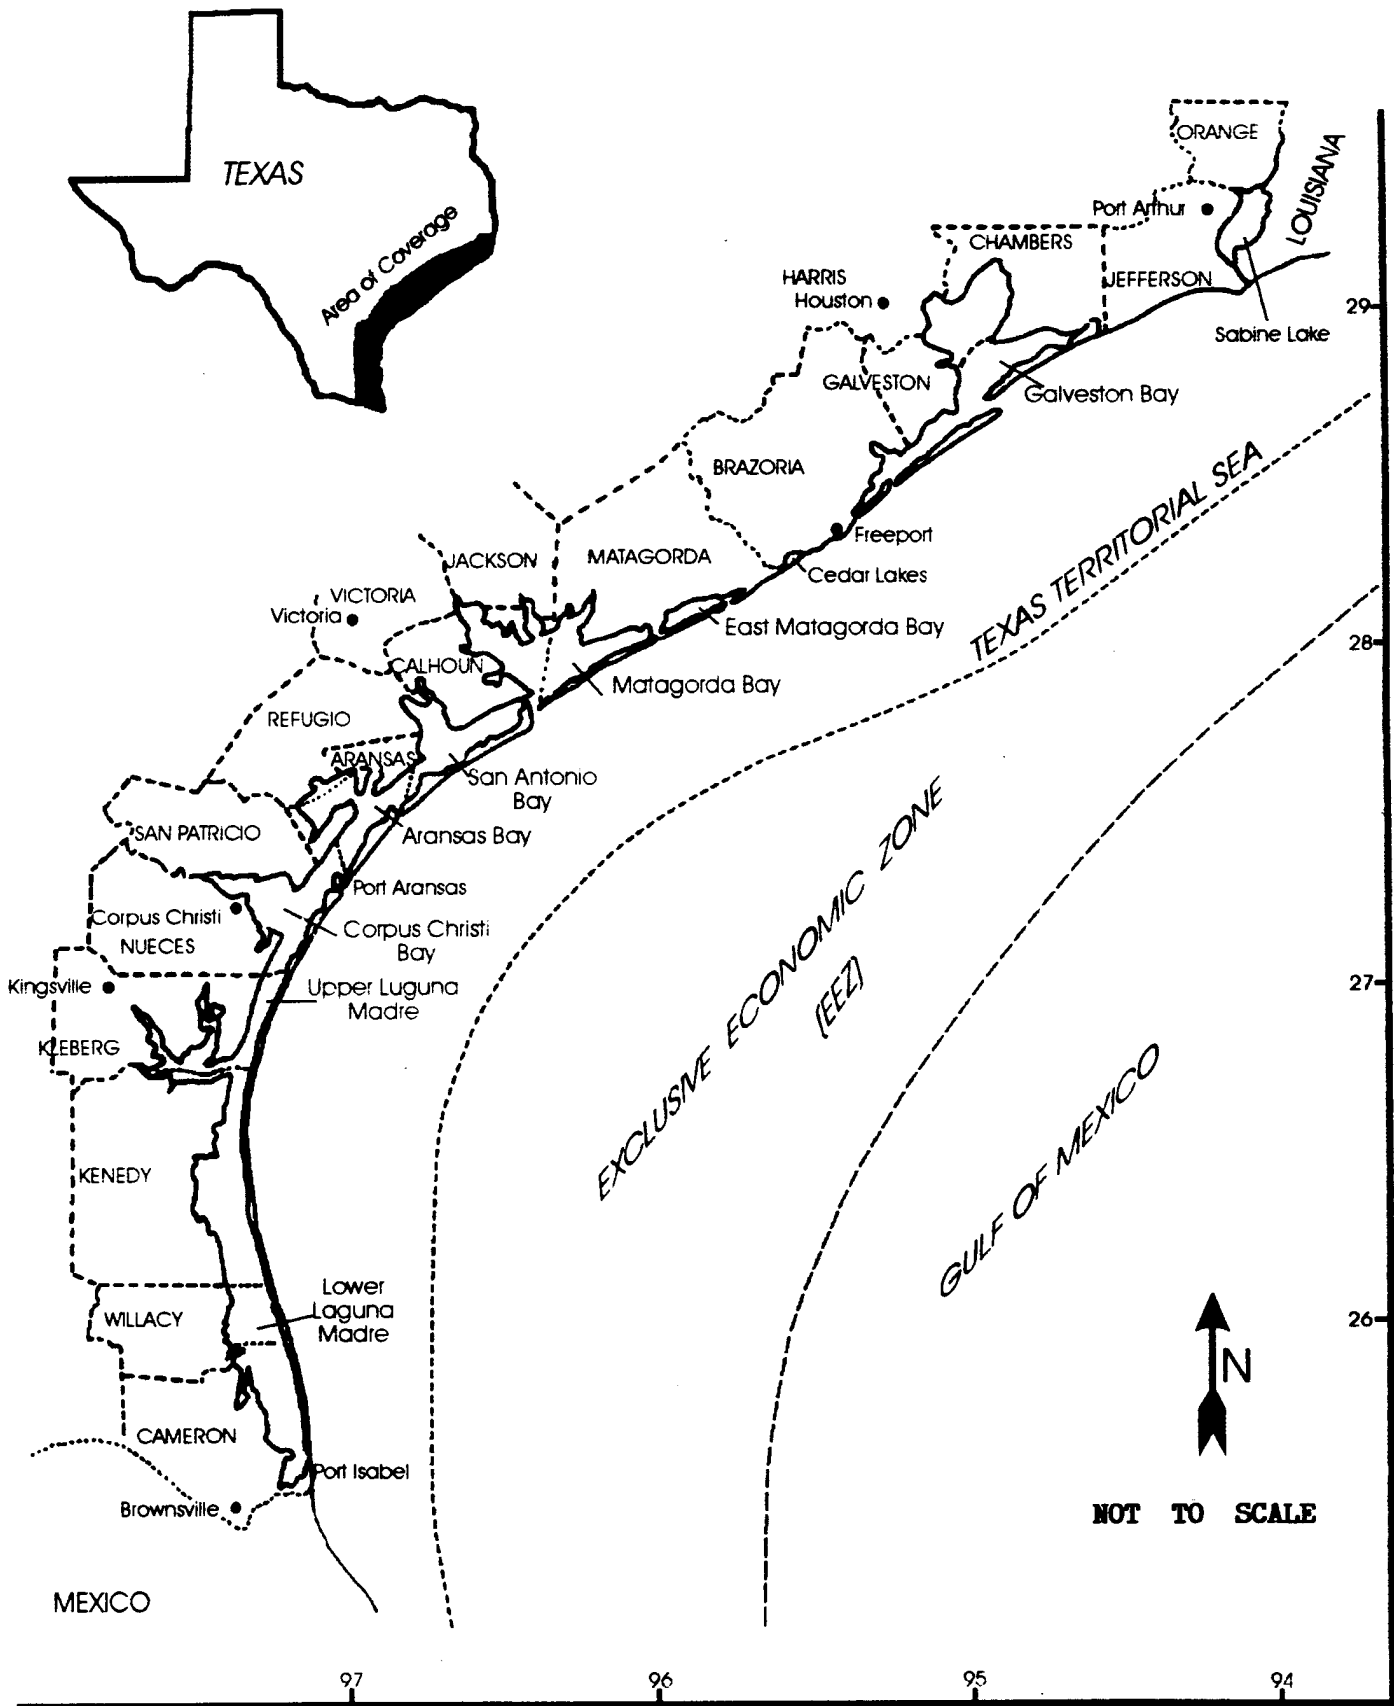 TEXAS
Area of Coverage
ORANGE
LOUISIANA
Port Arthur
CHAMBERS
JEFFERSON
HARRIS
Houston
29
Sabine Lake
GALVESTON
Galveston Bay
BRAZORIA
TEXAS TERRITORIAL SEA
Freeport
JACKSON
MATAGORDA
Cedar Lakes
VICTORIA
Victoria
East Matagorda Bay
28
CALHOUN
Matagorda Bay
REFUGIO
ARANSAS
San Antonio
Bay
SAN PATRICIO
Aransas Bay
EXCLUSIVE ECONOMIC ZONE
(EEZ)
Port Aransas
Corpus Christi
NUECES
Corpus Christi
Bay
Kingsville
Upper Luguna
Madre
27
KLEBERG
GULF OF MEXICO
KENEDY
Lower
Laguna
Madre
WILLACY
26
N
CAMERON
Port Isabel
Brownsville
NOT TO SCALE
MEXICO
97
96
95
94